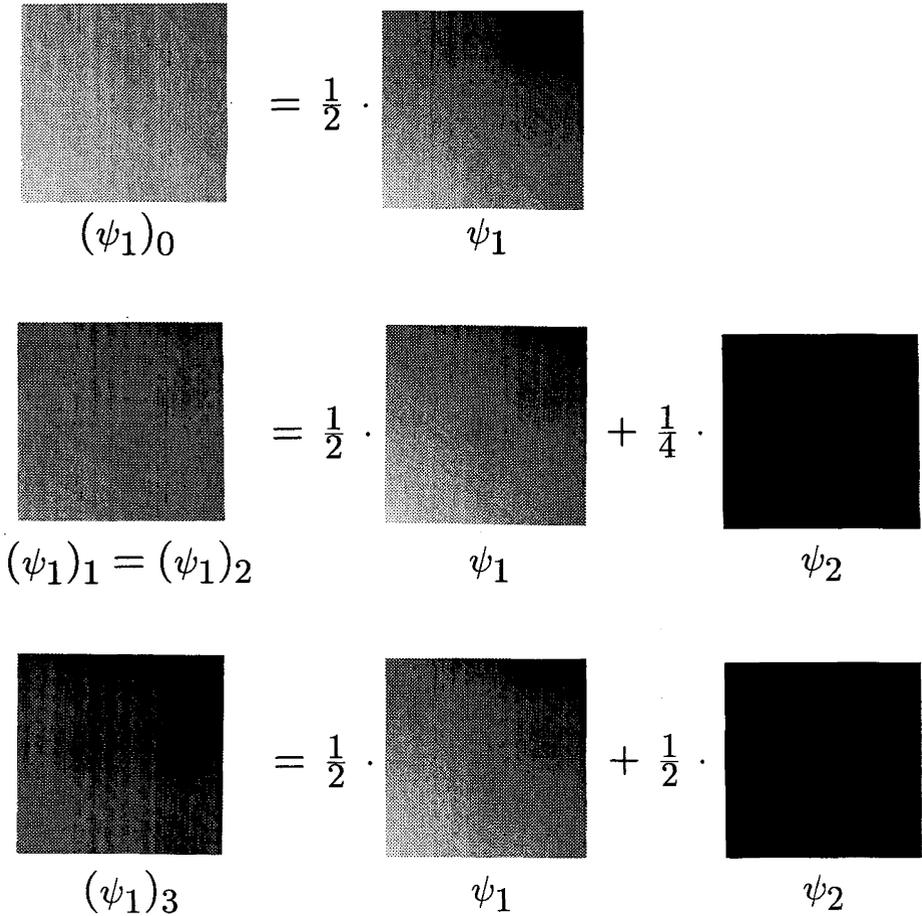 = 1/2 ·
(ψ₁)₀ ψ₁
= 1/2 · + 1/4 ·
(ψ₁)₁ = (ψ₁)₂ ψ₁ ψ₂
= 1/2 · + 1/2 ·
(ψ₁)₃ ψ₁ ψ₂